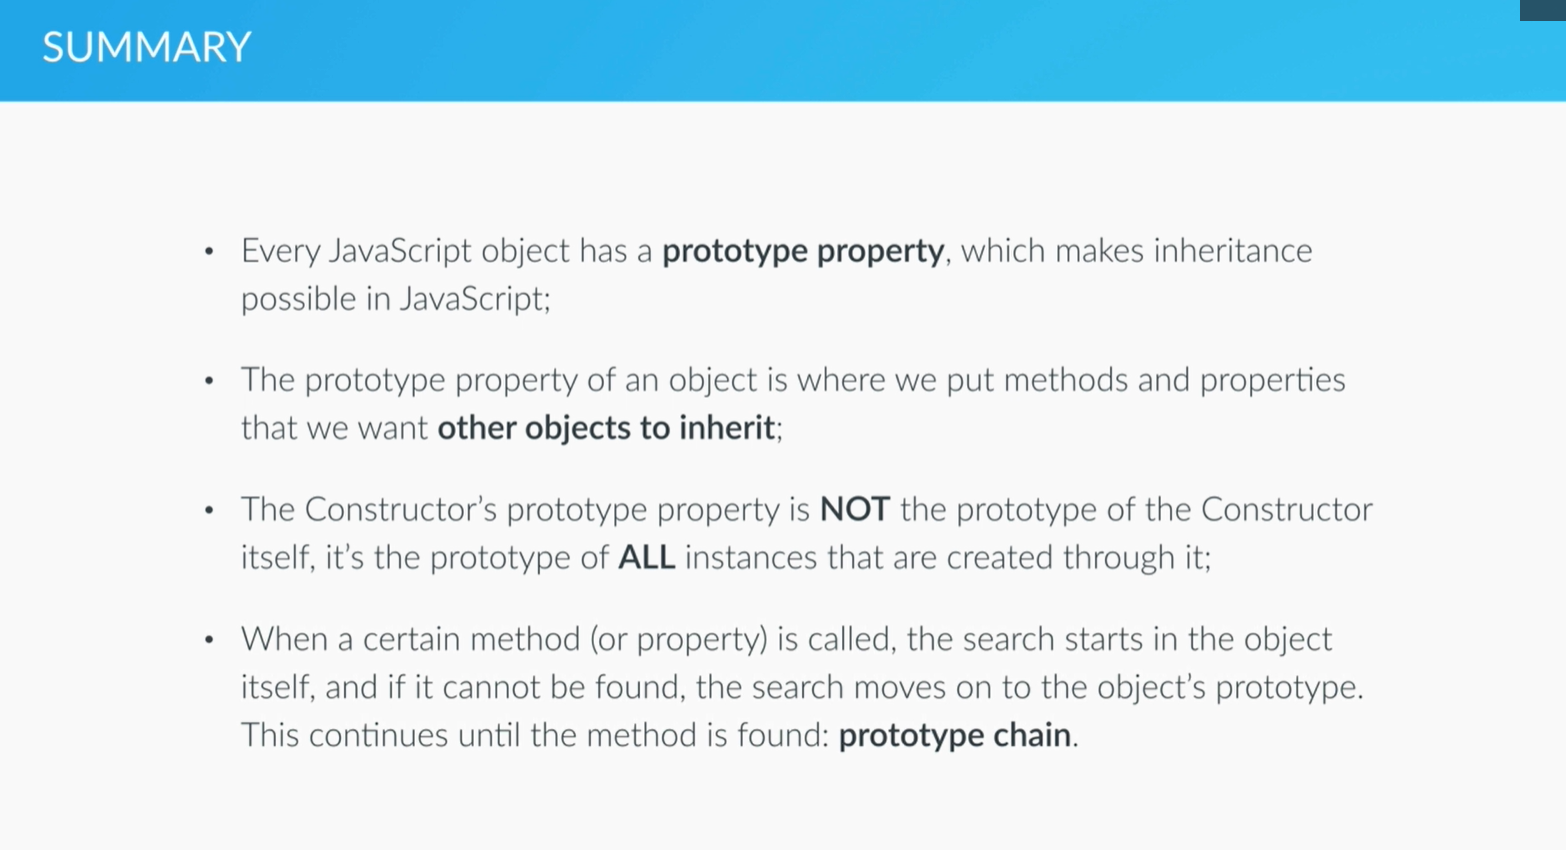 SUMMARY
• Every JavaScript object has a prototype property, which makes inheritance
possible in JavaScript;
• The prototype property of an object is where we put methods and properties
that we want other objects to inherit;
• The Constructor’s prototype property is NOT the prototype of the Constructor
itself, it’s the prototype of ALL instances that are created through it;
• When a certain method (or property) is called, the search starts in the object
itself, and if it cannot be found, the search moves on to the object’s prototype.
This continues until the method is found: prototype chain.